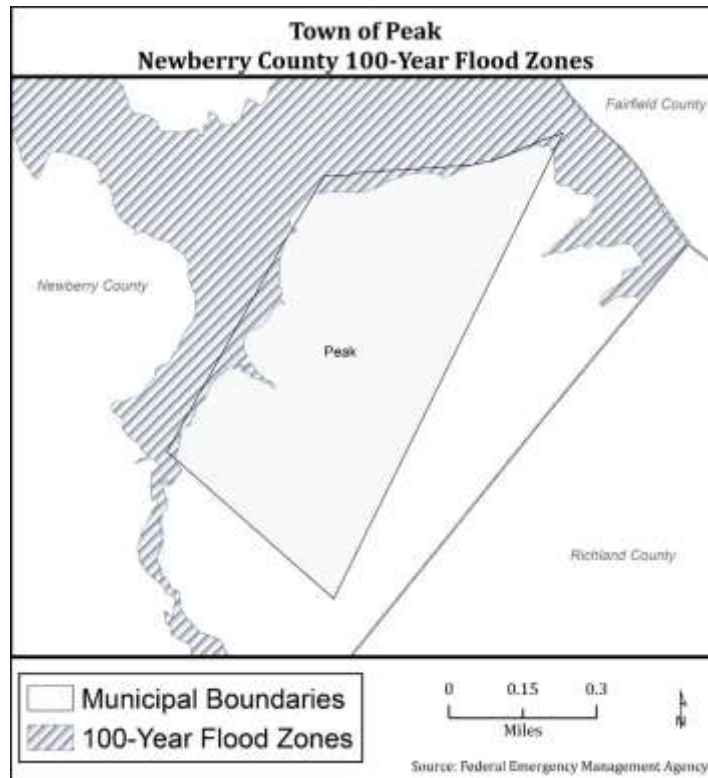 Town of Peak
Newberry County 100-Year Flood Zones
Fairfield County
Newberry County
Peak
Richland County
Municipal Boundaries
100-Year Flood Zones
0 0.15 0.3
Miles
N
Source: Federal Emergency Management Agency